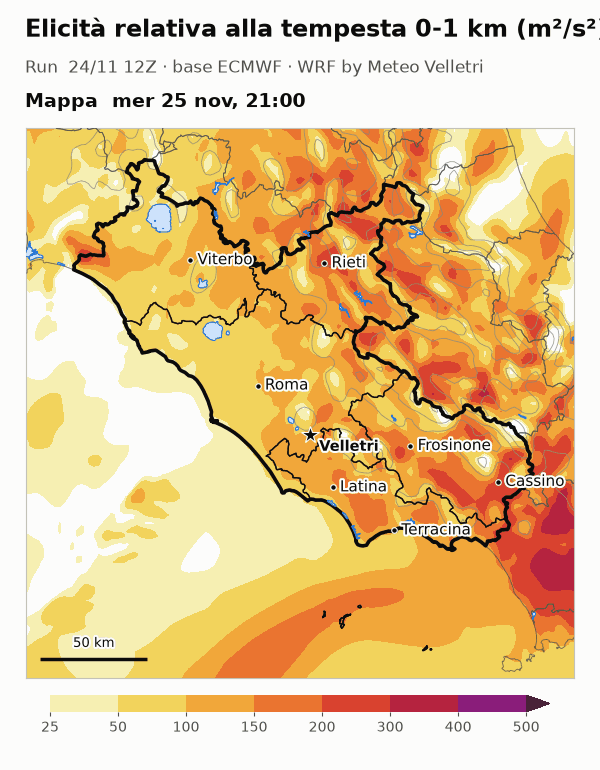 Elicità relativa alla tempesta 0-1 km (m²/s²)
Run 24/11 12Z · base ECMWF · WRF by Meteo Velletri
Mappa mer 25 nov, 21:00
Viterbo
Rieti
Roma
Velletri
Frosinone
Latina
Cassino
Terracina
50 km
25 50 100 150 200 300 400 500